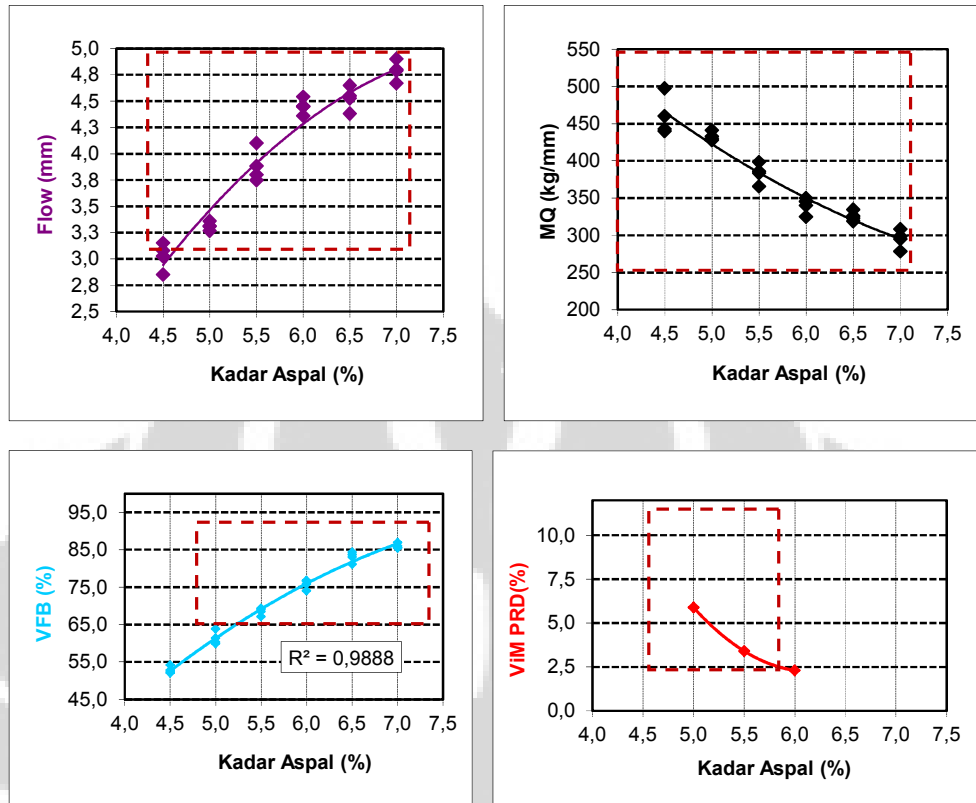 Flow (mm)
5,0
4,8
4,5
4,3
4,0
3,8
3,5
3,3
3,0
2,8
2,5
4,0 4,5 5,0 5,5 6,0 6,5 7,0 7,5
Kadar Aspal (%)
MQ (kg/mm)
550
500
450
400
350
300
250
200
4,0 4,5 5,0 5,5 6,0 6,5 7,0 7,5
Kadar Aspal (%)
VFB (%)
95,0
85,0
75,0
65,0
55,0
45,0
R² = 0,9888
4,0 4,5 5,0 5,5 6,0 6,5 7,0 7,5
Kadar Aspal (%)
ViM PRD(%)
10,0
7,5
5,0
2,5
0,0
4,0 4,5 5,0 5,5 6,0 6,5 7,0 7,5
Kadar Aspal (%)